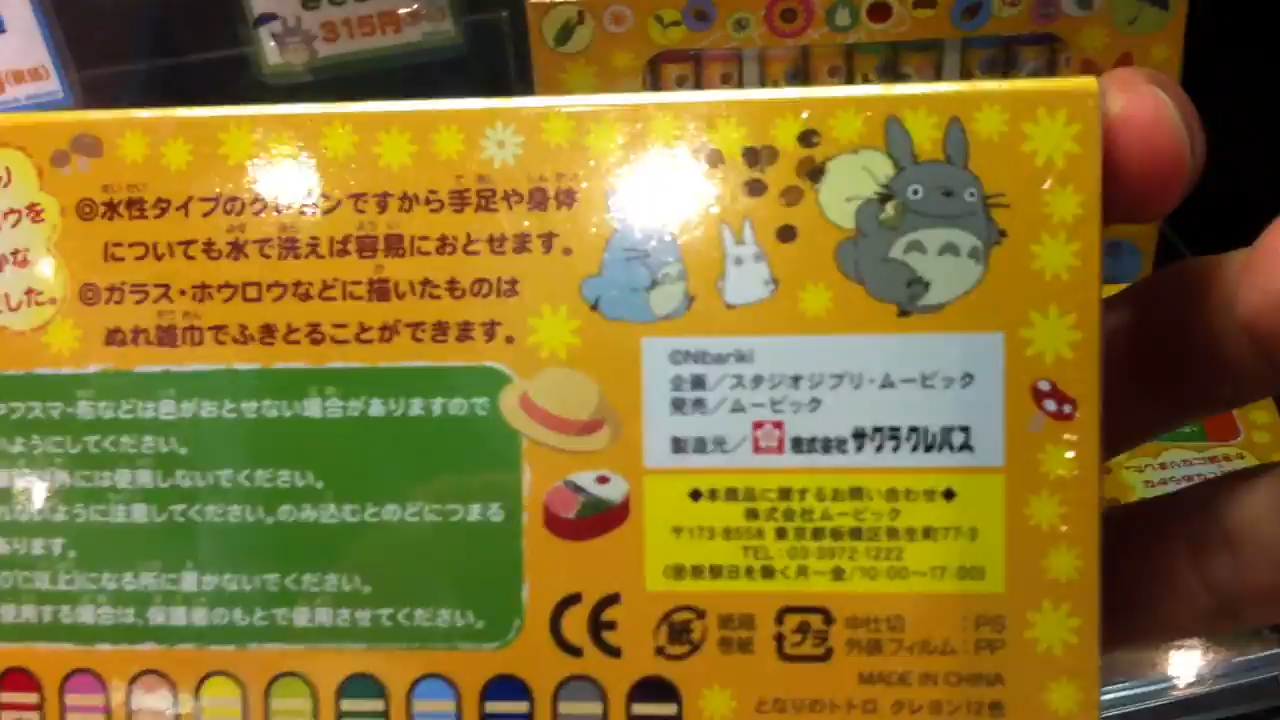 315円
り
◎水性タイプのクレヨンですから手足や身体
ウを
についても水で洗えば容易におとせます。
かな
した。
◎ガラス・ホウロウなどに描いたものは
ぬれ雑巾でふきとることができます。
フスマ・布などは色がおとせない場合がありますので
ようにしてください。
には使用しないでください。
ように注意してください。のみ込むとのどにつまる
あります。
になる所に置かないでください。
使用する場合は、保護者のもとで使用させてください。
©Nibariki
企画／スタジオジブリ・ムービック
発売／ムービック
製造元／株式会社サクラクレパス
◆本商品に関するお問い合わせ◆
株式会社ムービック
〒173-8558 東京都板橋区弥生町77-3
TEL:03-3972-1222
(祝祭日を除く月〜金/10:00〜17:00)
CE
紙
紙箱
巻紙
プラ
中仕切 :PS
外装フィルム:PP
MADE IN CHINA
となりのトトロ クレヨン12色